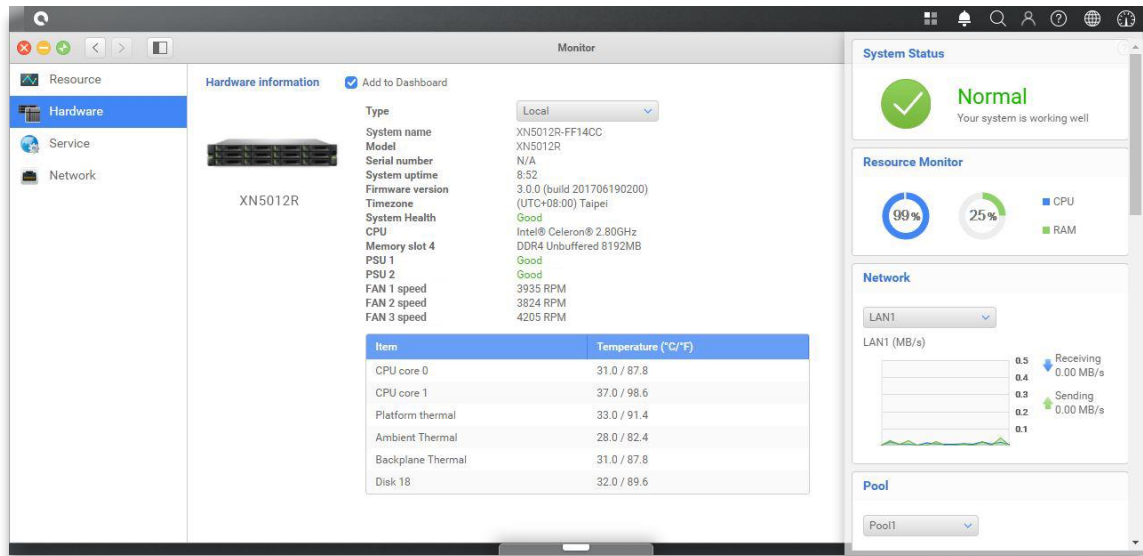 Monitor
Resource
Hardware
Service
Network
Hardware information
Add to Dashboard
XN5012R
Type Local
System name XN5012R-FF14CC
Model XN5012R
Serial number N/A
System uptime 8:52
Firmware version 3.0.0 (build 201706190200)
Timezone (UTC+08:00) Taipei
System Health Good
CPU Intel® Celeron® 2.80GHz
Memory slot 4 DDR4 Unbuffered 8192MB
PSU 1 Good
PSU 2 Good
FAN 1 speed 3935 RPM
FAN 2 speed 3824 RPM
FAN 3 speed 4205 RPM
Item Temperature (°C/°F)
CPU core 0 31.0 / 87.8
CPU core 1 37.0 / 98.6
Platform thermal 33.0 / 91.4
Ambient Thermal 28.0 / 82.4
Backplane Thermal 31.0 / 87.8
Disk 18 32.0 / 89.6
System Status
Normal
Your system is working well
Resource Monitor
99%
25%
CPU
RAM
Network
LAN1
LAN1 (MB/s)
0.5
0.4
0.3
0.2
0.1
Receiving
0.00 MB/s
Sending
0.00 MB/s
Pool
Pool1